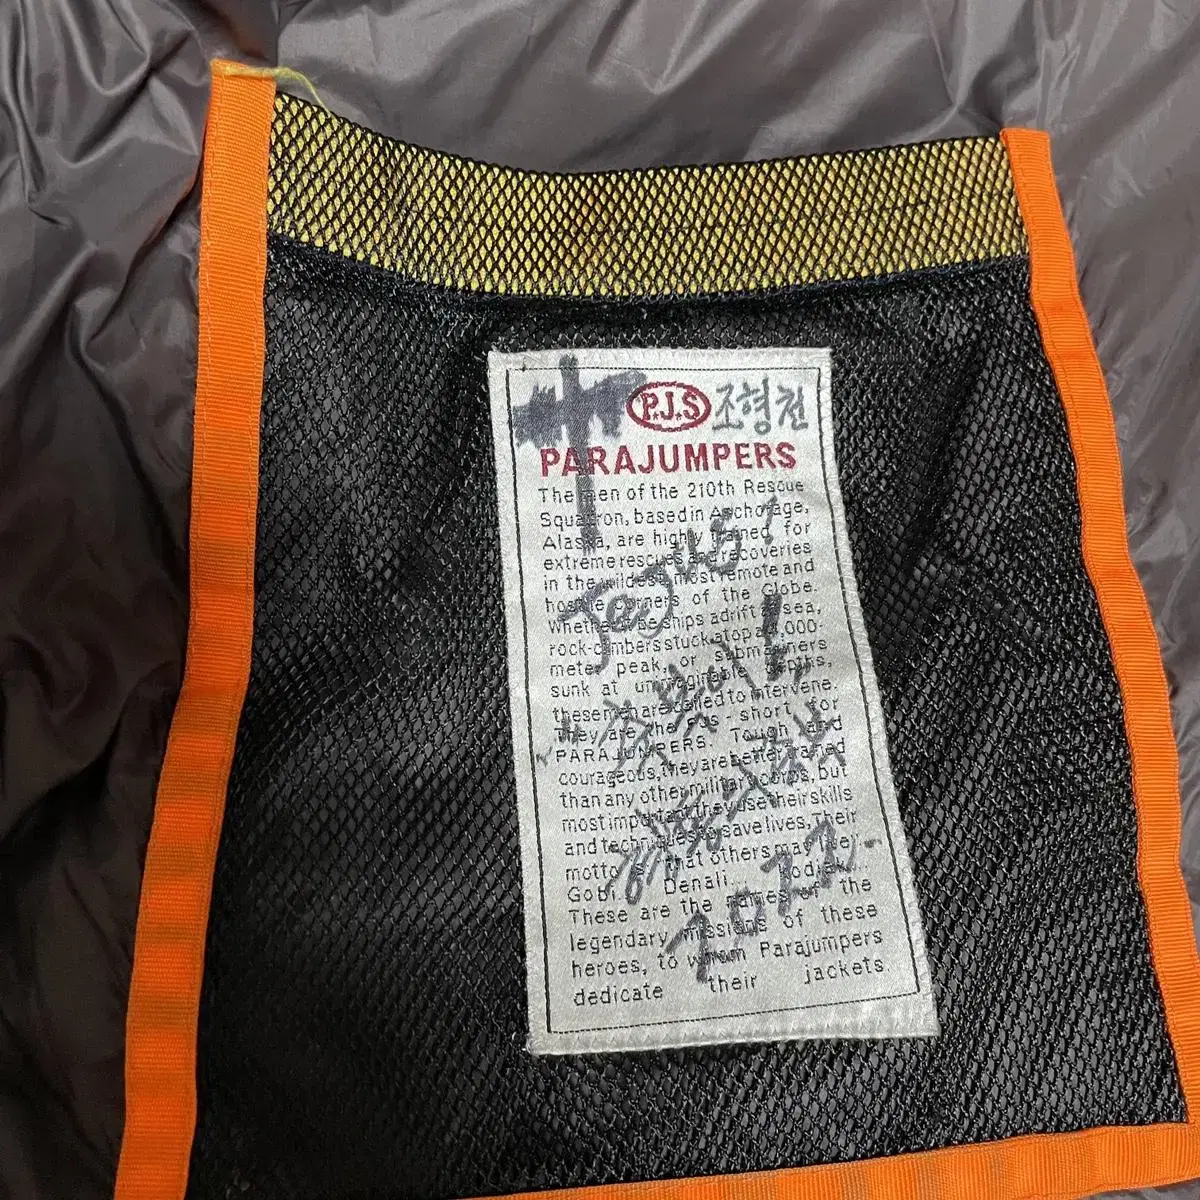 P.J.S 조형천
PARAJUMPERS
The men of the 210th Rescue
Squadron, based in Anchorage,
Alaska, are highly trained for
extreme rescues and recoveries
in the wildest most remote and
hostile corners of the Globe.
Whether it be ships adrift at sea,
rock-climbers stuck atop a ,000-
meter peak, or submariners
sunk at unimaginable depths,
these men are called to intervene.
They are the PJs - short for
PARAJUMPERS. Tough and
courageous, they are better trained
than any other military corps, but
most important, they use their skills
and techniques to save lives. Their
motto is "that others may live".
Gobi. Denali. Kodiak.
These are the names of the
legendary missions of these
heroes, to whom Parajumpers
dedicate their jackets.